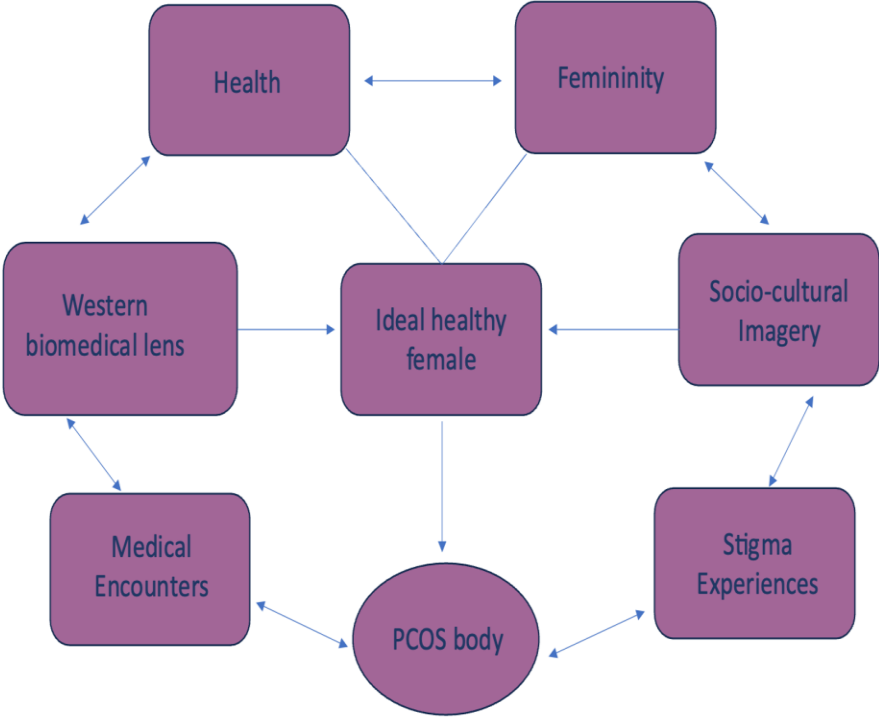 Health
Femininity
Western
biomedical lens
Ideal healthy
female
Socio-cultural
Imagery
Medical
Encounters
PCOS body
Stigma
Experiences